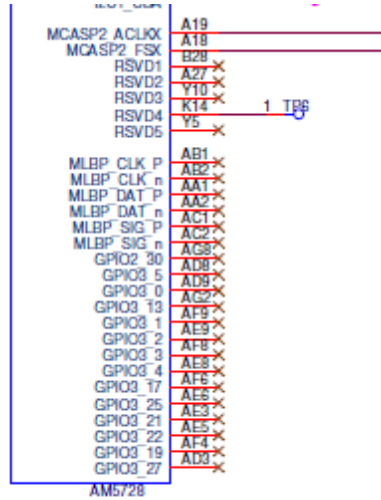 MCASP2_ACLKX A19
MCASP2_FSX A18
RSVD1 B28
RSVD2 A27
RSVD3 Y10
RSVD4 K14 1 TP6
RSVD5 Y5
MLBP_CLK_P AB1
MLBP_CLK_n AB2
MLBP_DAT_P AA1
MLBP_DAT_n AA2
MLBP_SIG_P AC1
MLBP_SIG_n AC2
GPIO2_30 AG8
GPIO3_5 AD8
GPIO3_0 AD9
GPIO3_13 AG2
GPIO3_1 AF9
GPIO3_2 AE9
GPIO3_3 AF8
GPIO3_4 AE8
GPIO3_17 AF6
GPIO3_25 AE6
GPIO3_21 AE3
GPIO3_22 AE5
GPIO3_19 AF4
GPIO3_27 AD3
AM5728